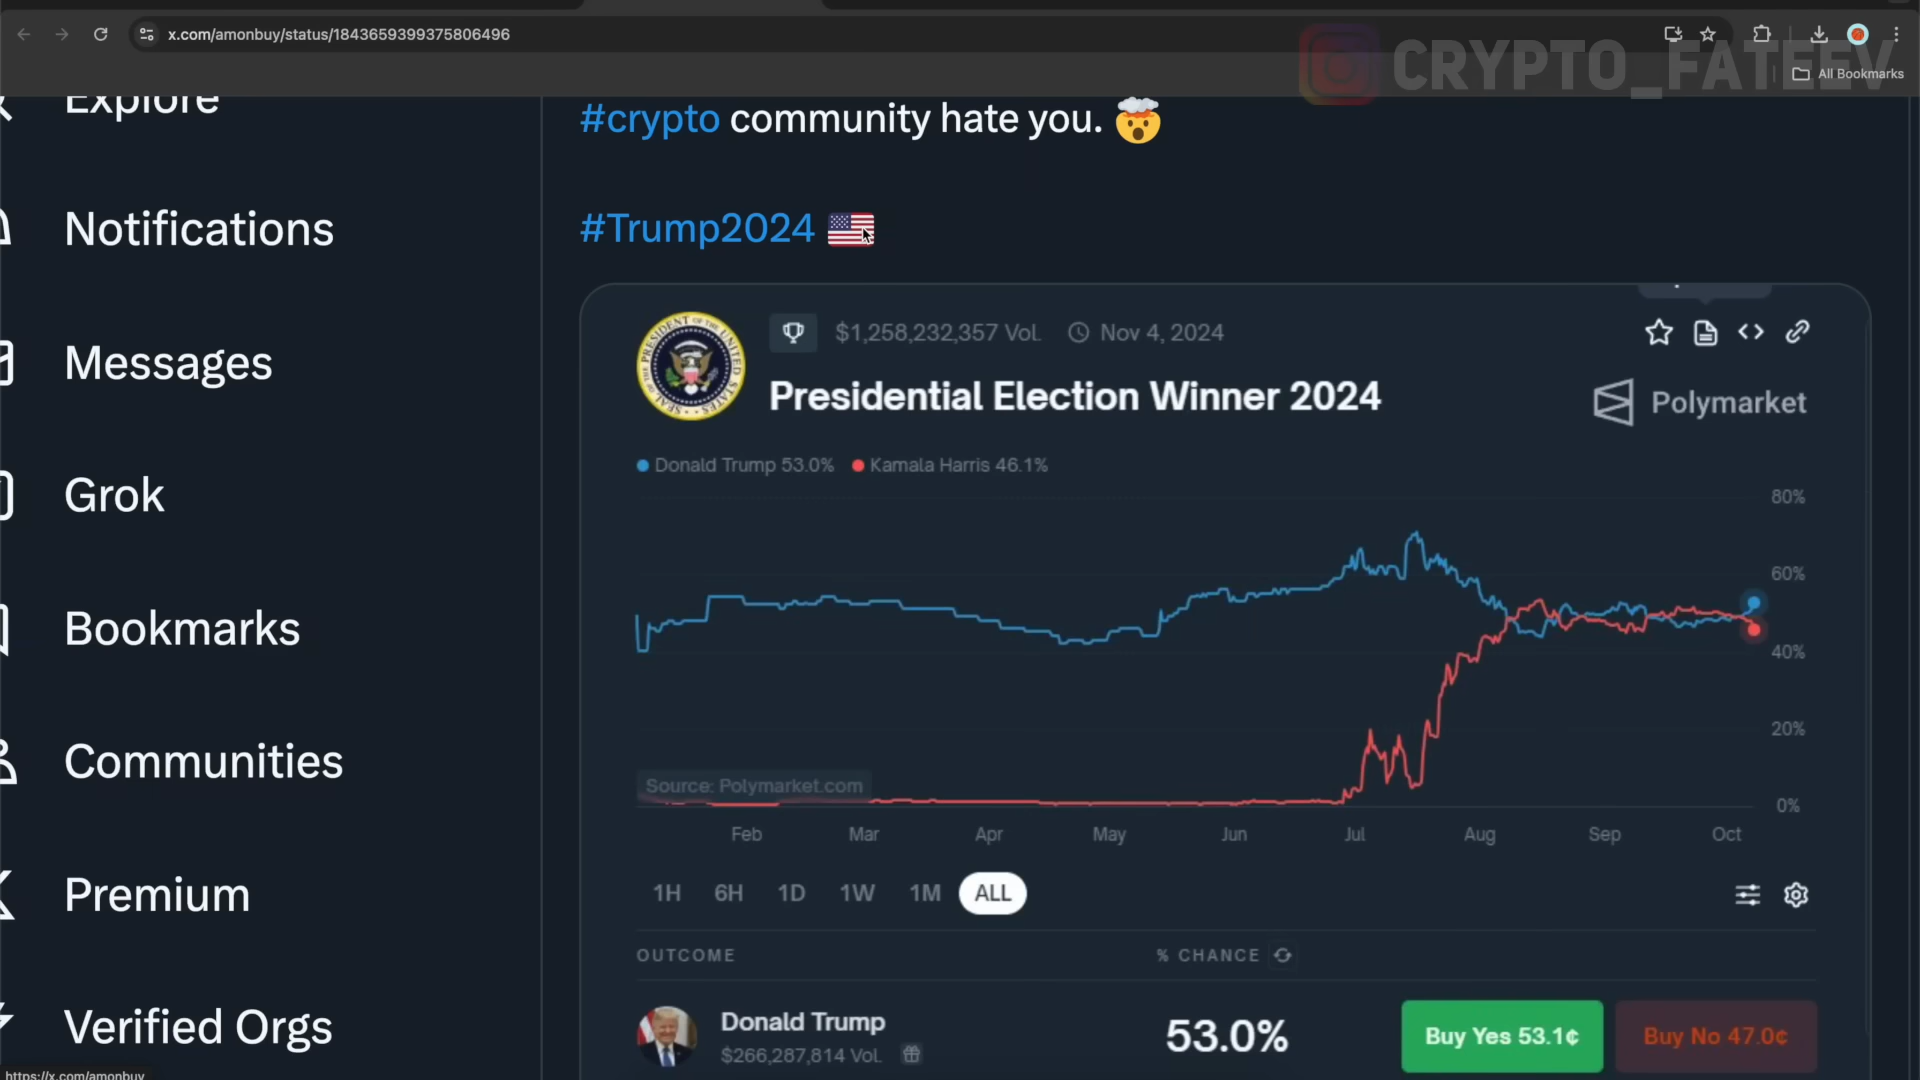 x.com/amonbuy/status/1843659399375806496
CRYPTO_FATEEV
All Bookmarks
Explore
Notifications
Messages
Grok
Bookmarks
Communities
Premium
Verified Orgs
#crypto community hate you. 🤯
#Trump2024 🇺🇸
$1,258,232,357 Vol. Nov 4, 2024
Presidential Election Winner 2024
Polymarket
Donald Trump 53.0% Kamala Harris 46.1%
80%
60%
40%
20%
0%
Source: Polymarket.com
Feb Mar Apr May Jun Jul Aug Sep Oct
1H 6H 1D 1W 1M ALL
OUTCOME % CHANCE
Donald Trump
$266,287,814 Vol.
53.0%
Buy Yes 53.1¢ Buy No 47.0¢
https://x.com/amonbuy